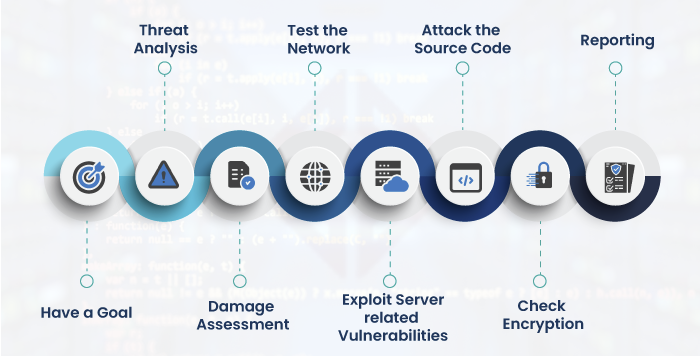 Threat
Analysis
Test the
Network
Attack the
Source Code
Reporting
</>
Have a Goal
Damage
Assessment
Exploit Server
related
Vulnerabilities
Check
Encryption